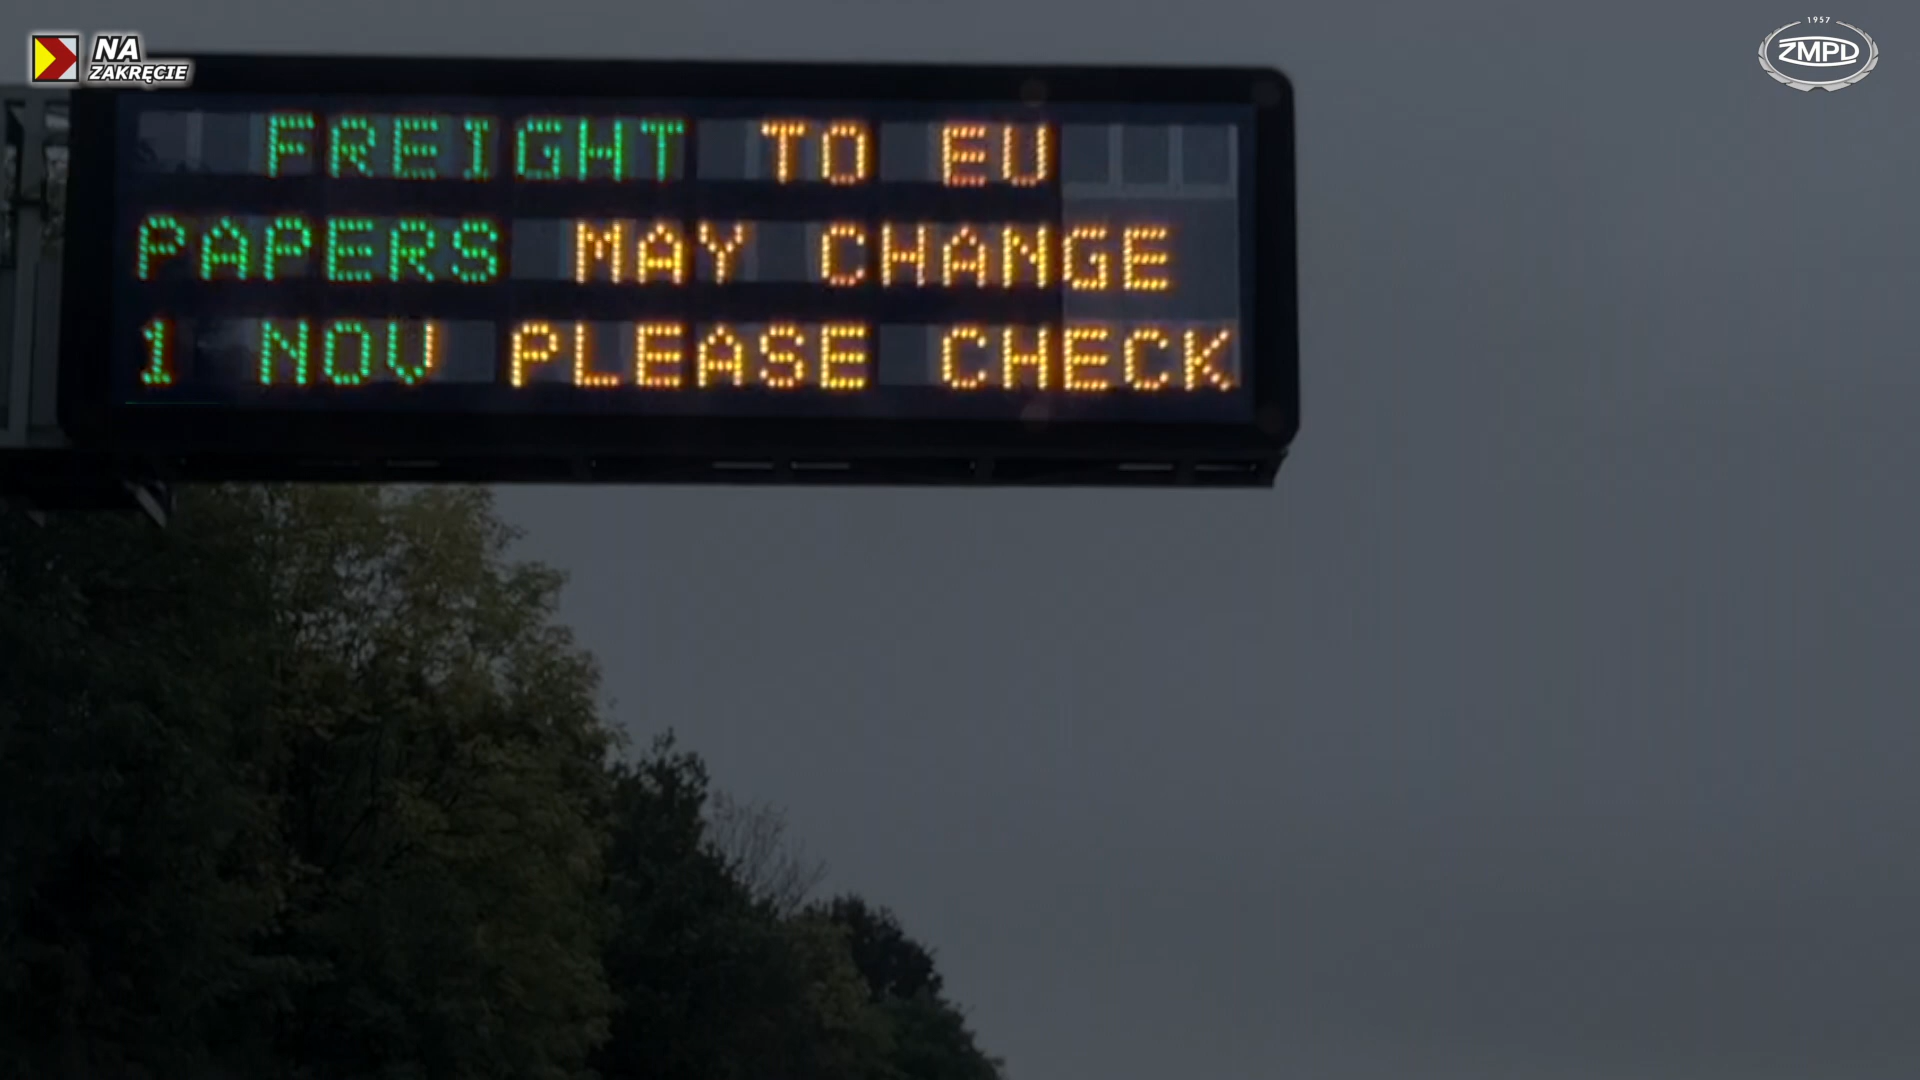 NA
ZAKRĘCIE
1957
ZMPD
FREIGHT TO EU
PAPERS MAY CHANGE
1 NOV PLEASE CHECK